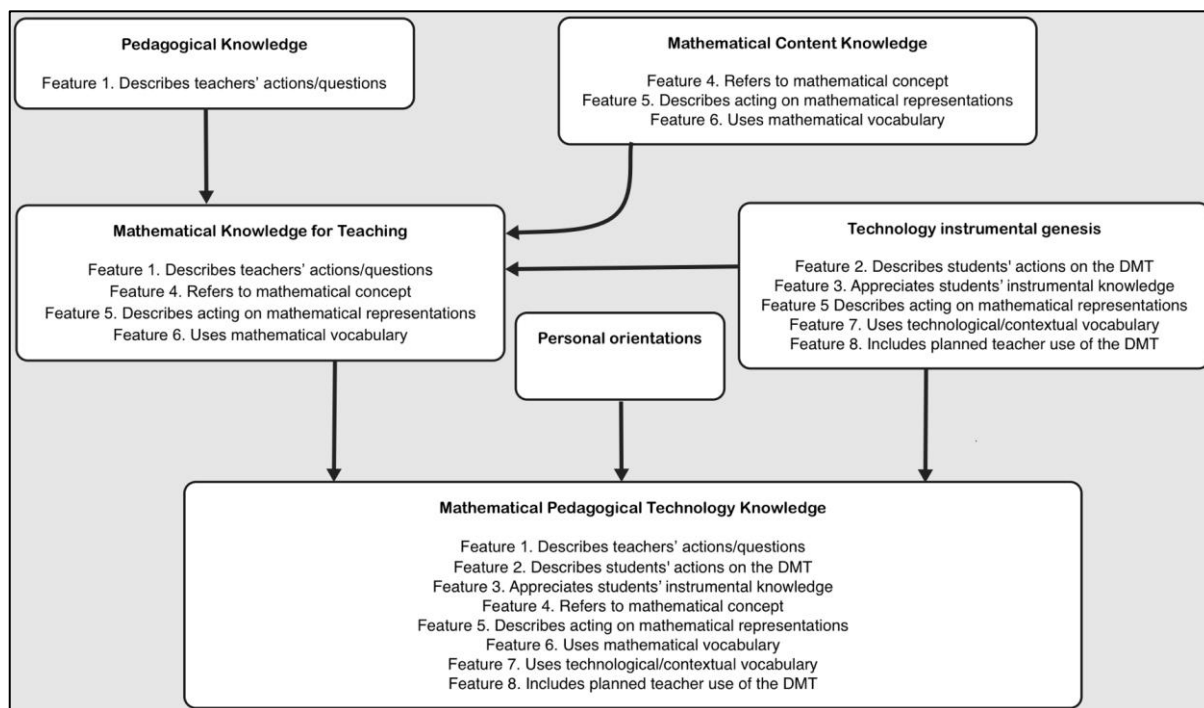 Pedagogical Knowledge
Feature 1. Describes teachers' actions/questions
Mathematical Content Knowledge
Feature 4. Refers to mathematical concept
Feature 5. Describes acting on mathematical representations
Feature 6. Uses mathematical vocabulary
Mathematical Knowledge for Teaching
Feature 1. Describes teachers' actions/questions
Feature 4. Refers to mathematical concept
Feature 5. Describes acting on mathematical representations
Feature 6. Uses mathematical vocabulary
Technology instrumental genesis
Feature 2. Describes students' actions on the DMT
Feature 3. Appreciates students' instrumental knowledge
Feature 5 Describes acting on mathematical representations
Feature 7. Uses technological/contextual vocabulary
Feature 8. Includes planned teacher use of the DMT
Personal orientations
Mathematical Pedagogical Technology Knowledge
Feature 1. Describes teachers' actions/questions
Feature 2. Describes students' actions on the DMT
Feature 3. Appreciates students' instrumental knowledge
Feature 4. Refers to mathematical concept
Feature 5. Describes acting on mathematical representations
Feature 6. Uses mathematical vocabulary
Feature 7. Uses technological/contextual vocabulary
Feature 8. Includes planned teacher use of the DMT